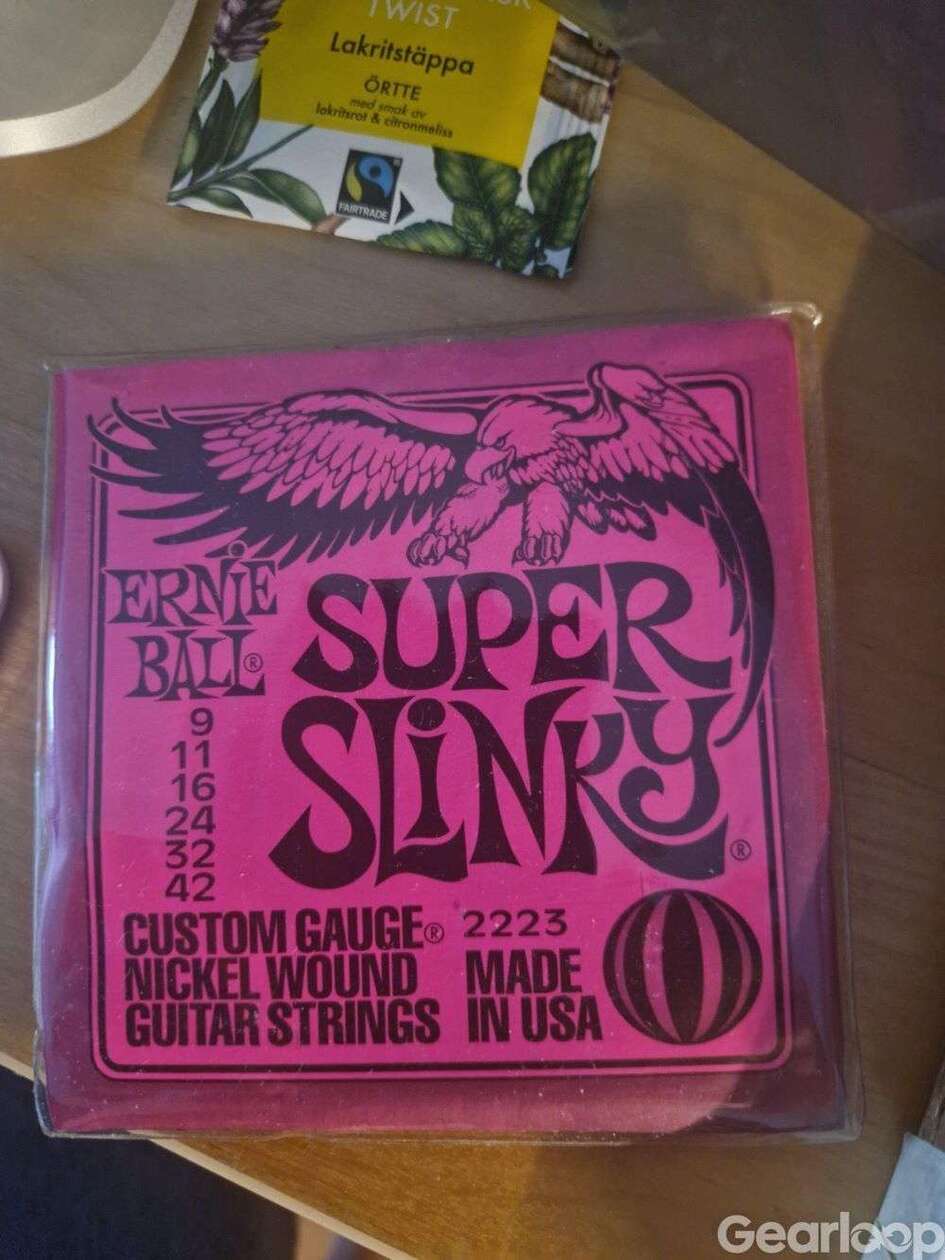 TWIST
Lakritstäppa
ÖRTTE
med smak av
lakritsrot & citronmeliss
FAIRTRADE
ERNIE
BALL®
SUPER
SLINKY®
9
11
16
24
32
42
CUSTOM GAUGE®
NICKEL WOUND
GUITAR STRINGS
2223
MADE
IN USA
Gearloop